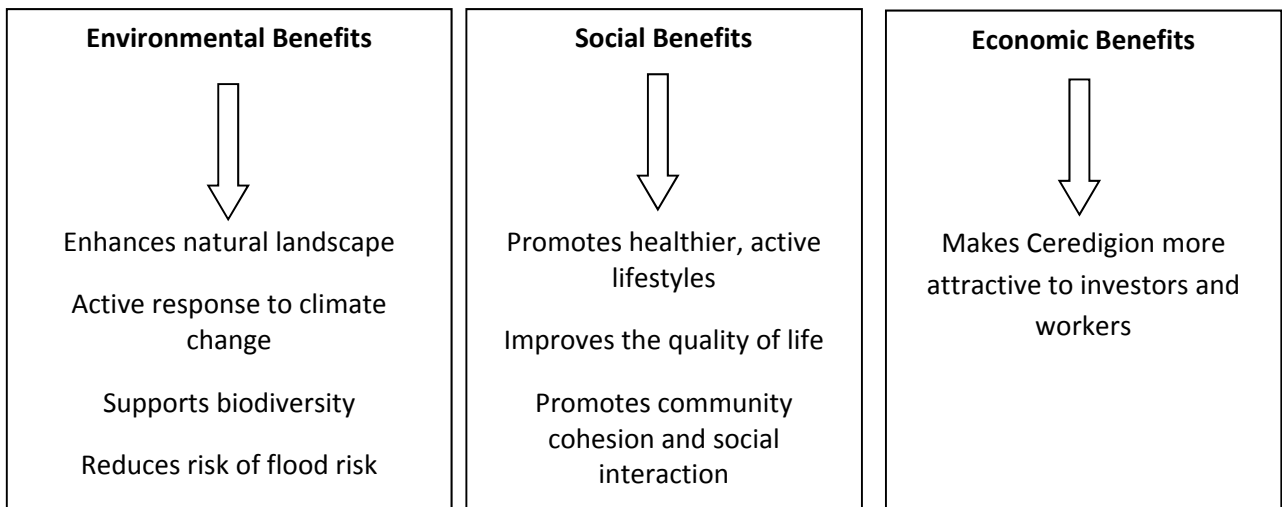 Environmental Benefits
Enhances natural landscape
Active response to climate
change
Supports biodiversity
Reduces risk of flood risk
Social Benefits
Promotes healthier, active
lifestyles
Improves the quality of life
Promotes community
cohesion and social
interaction
Economic Benefits
Makes Ceredigion more
attractive to investors and
workers